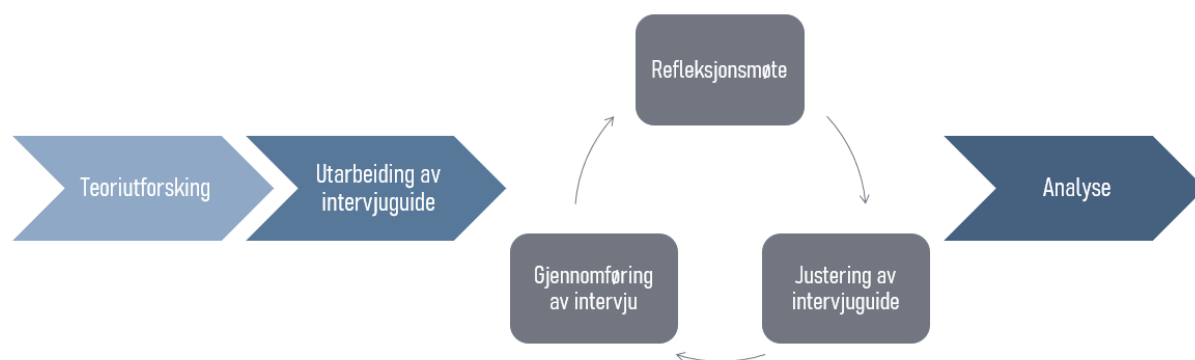 Teoriutforsking
Utarbeiding av
intervjuguide
Refleksjonsmøte
Gjennomføring
av intervju
Justering av
intervjuguide
Analyse